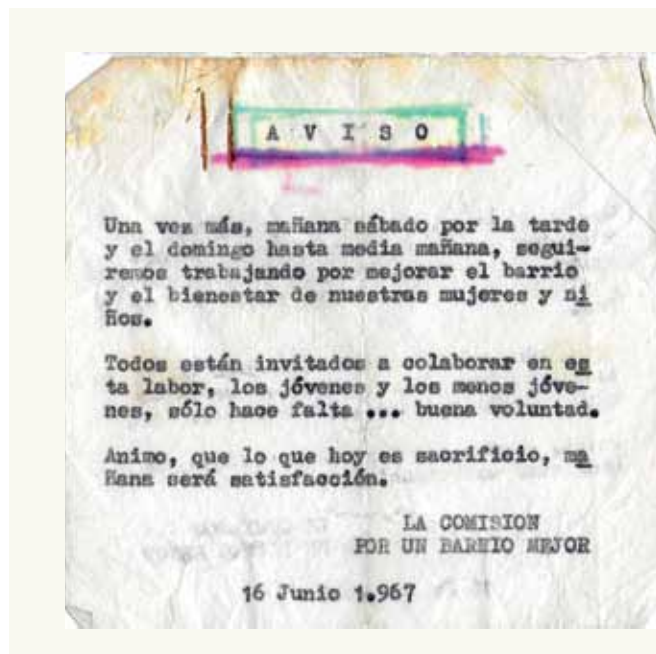 A V I S O
Una vez más, mañana sábado por la tarde
y el domingo hasta media mañana, segui-
remos trabajando por mejorar el barrio
y el bienestar de nuestras mujeres y ni
ños.
Todos están invitados a colaborar en es
ta labor, los jóvenes y los menos jóve-
nes, sólo hace falta ... buena voluntad.
Animo, que lo que hoy es sacrificio, ma
ñana será satisfacción.
LA COMISION
POR UN BARRIO MEJOR
16 Junio 1.967